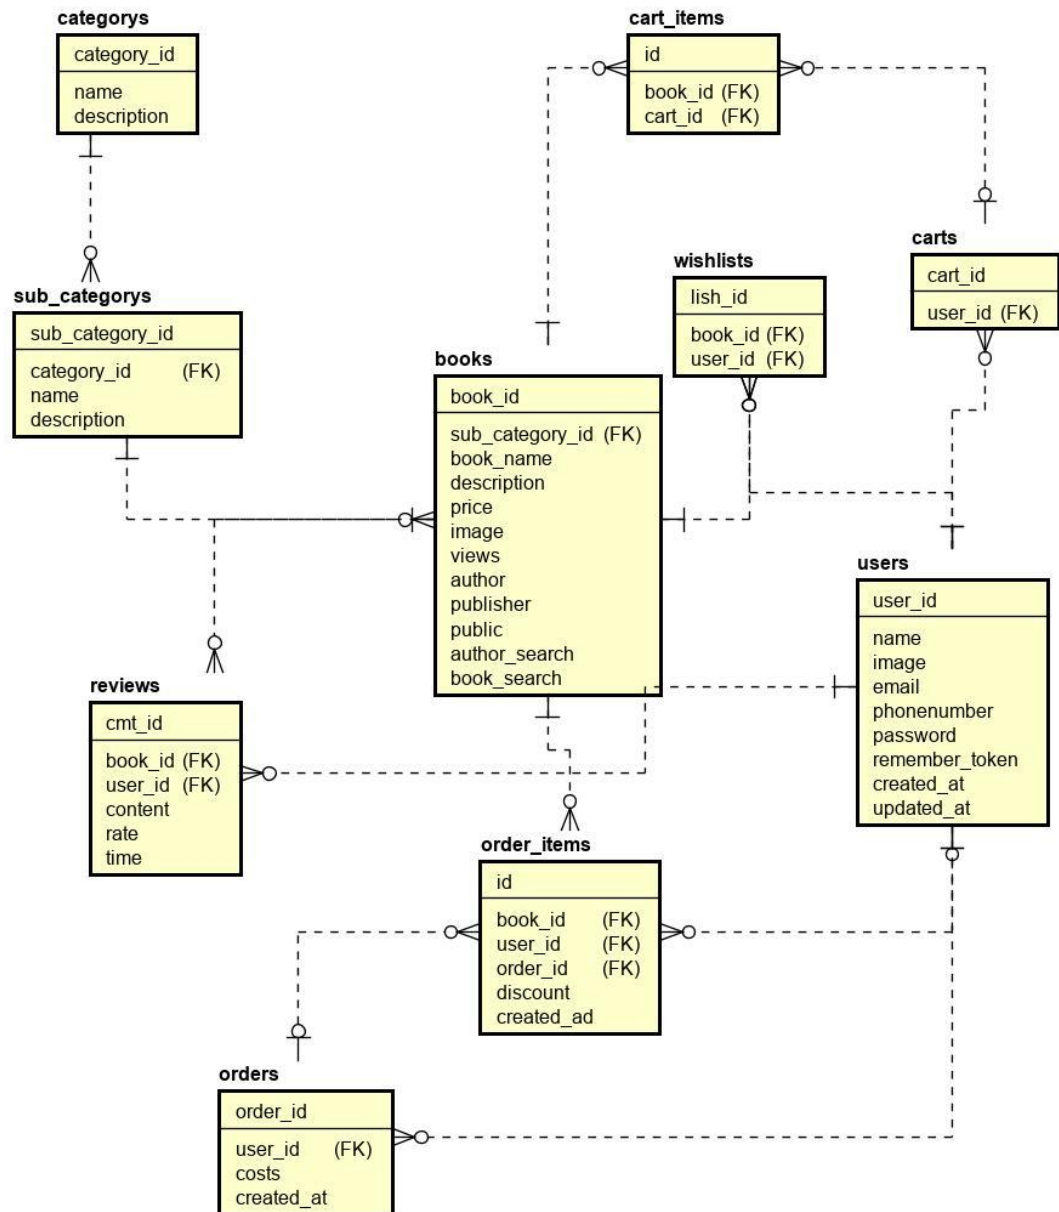 categorys
category_id
name
description
cart_items
id
book_id (FK)
cart_id (FK)
sub_categorys
sub_category_id
category_id (FK)
name
description
wishlists
lish_id
book_id (FK)
user_id (FK)
carts
cart_id
user_id (FK)
books
book_id
sub_category_id (FK)
book_name
description
price
image
views
author
publisher
public
author_search
book_search
users
user_id
name
image
email
phonenumber
password
remember_token
created_at
updated_at
reviews
cmt_id
book_id (FK)
user_id (FK)
content
rate
time
order_items
id
book_id (FK)
user_id (FK)
order_id (FK)
discount
created_ad
orders
order_id
user_id (FK)
costs
created_at